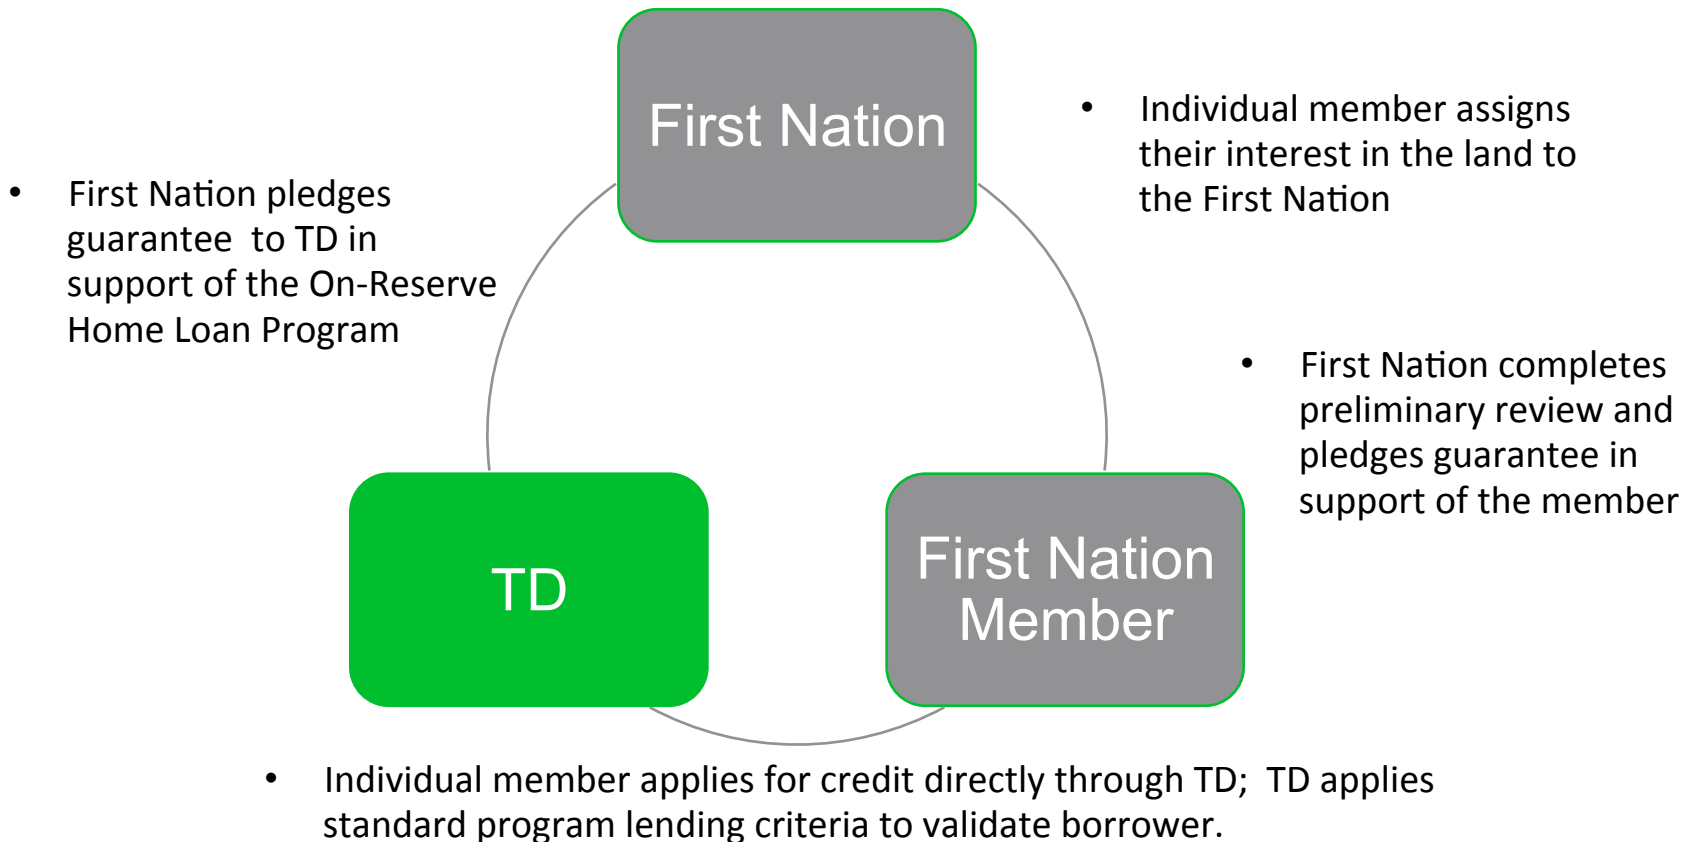 First Nation
• Individual member assigns
their interest in the land to
the First Nation
• First Nation pledges
guarantee to TD in
support of the On-Reserve
Home Loan Program
• First Nation completes
preliminary review and
pledges guarantee in
support of the member
TD
First Nation
Member
• Individual member applies for credit directly through TD; TD applies
standard program lending criteria to validate borrower.